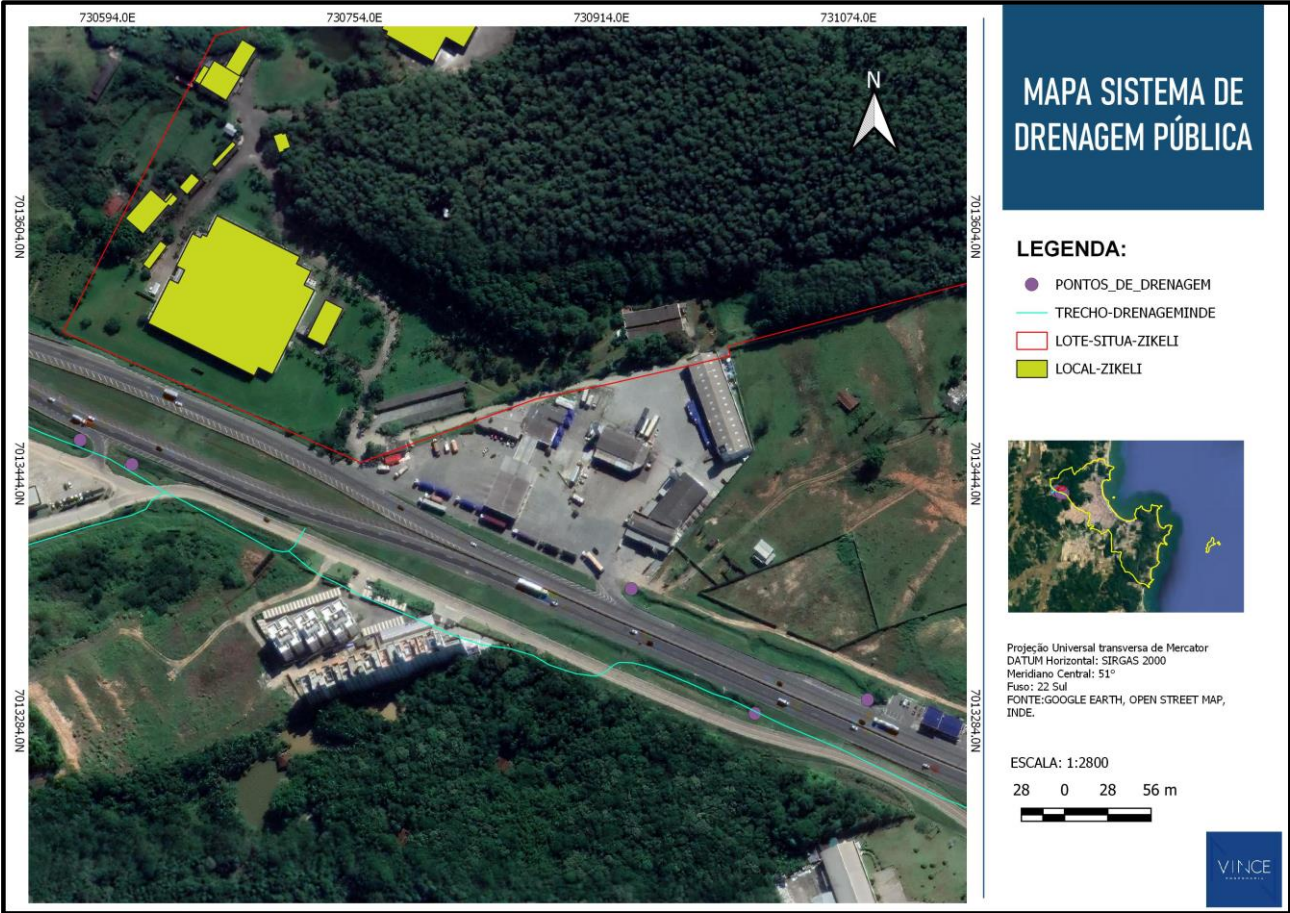 730594.0E
730754.0E
730914.0E
731074.0E
7013604.0N
7013444.0N
7013284.0N
N
7013604.0N
7013444.0N
7013284.0N
MAPA SISTEMA DE
DRENAGEM PÚBLICA
LEGENDA:
PONTOS_DE_DRENAGEM
TRECHO-DRENAGEMINDE
LOTE-SITUA-ZIKELI
LOCAL-ZIKELI
Projeção Universal transversa de Mercator
DATUM Horizontal: SIRGAS 2000
Meridiano Central: 51º
Fuso: 22 Sul
FONTE:GOOGLE EARTH, OPEN STREET MAP,
INDE.
ESCALA: 1:2800
28 0 28 56 m
VINCE